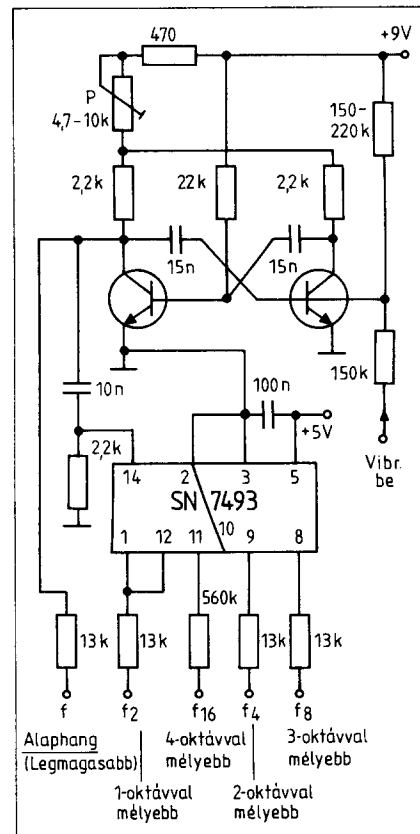 470
+9V
P
4,7-10k
150-
220k
2,2k
22k
2,2k
15n
15n
10n
100n
150k
+5V
2,2k
Vibr.
be
14
2
3
5
SN 7493
10
1
12
11
9
8
560k
13k
13k
13k
13k
f
f2
f16
f4
f8
Alaphang
(Legmagasabb)
4-oktávval
mélyebb
3-oktávval
mélyebb
1-oktávval
mélyebb
2-oktávval
mélyebb